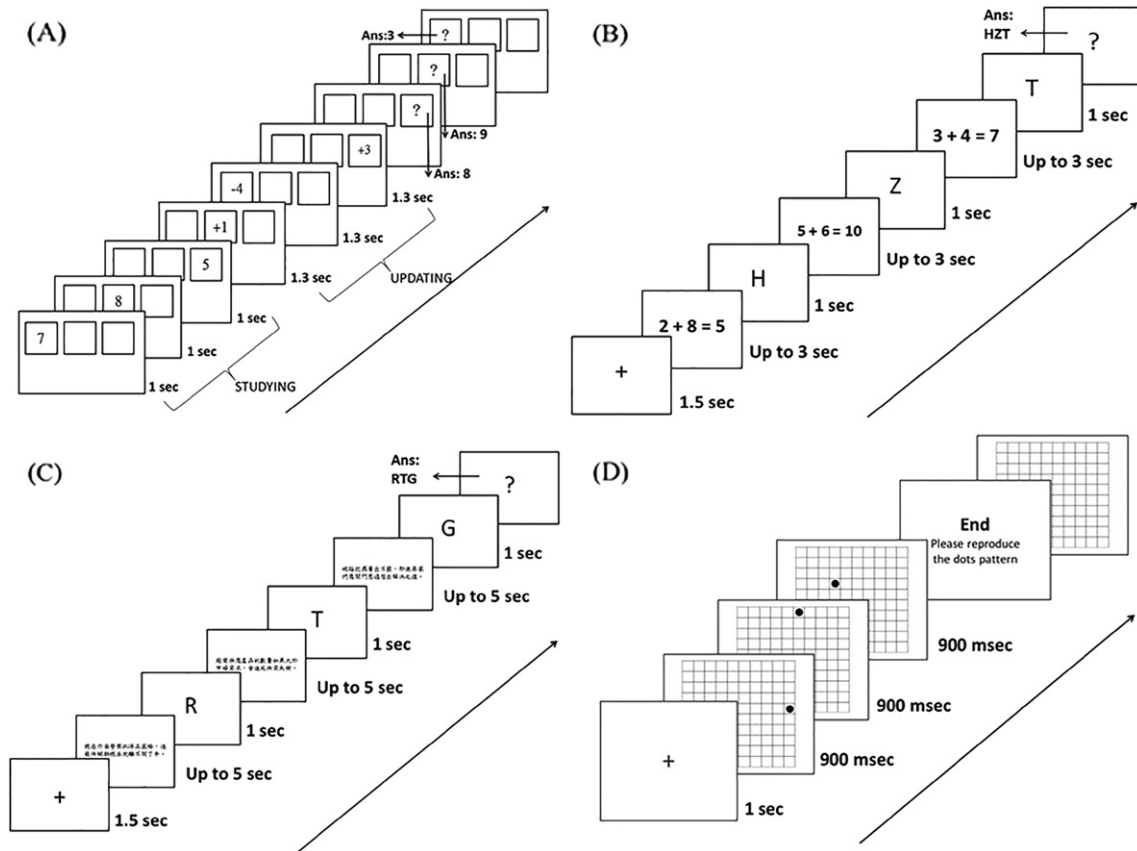 (A)
Ans:3
?
?
?
Ans: 9
+3
Ans: 8
-4
1.3 sec
+1
1.3 sec
5
1.3 sec
UPDATING
8
1 sec
7
1 sec
1 sec
STUDYING
(B)
Ans:
HZT
?
T
1 sec
3 + 4 = 7
Up to 3 sec
Z
1 sec
5 + 6 = 10
Up to 3 sec
H
1 sec
2 + 8 = 5
Up to 3 sec
+
1.5 sec
(C)
Ans:
RTG
?
G
1 sec
Up to 5 sec
T
1 sec
Up to 5 sec
R
1 sec
Up to 5 sec
+
1.5 sec
(D)
End
Please reproduce
the dots pattern
900 msec
900 msec
900 msec
+
1 sec